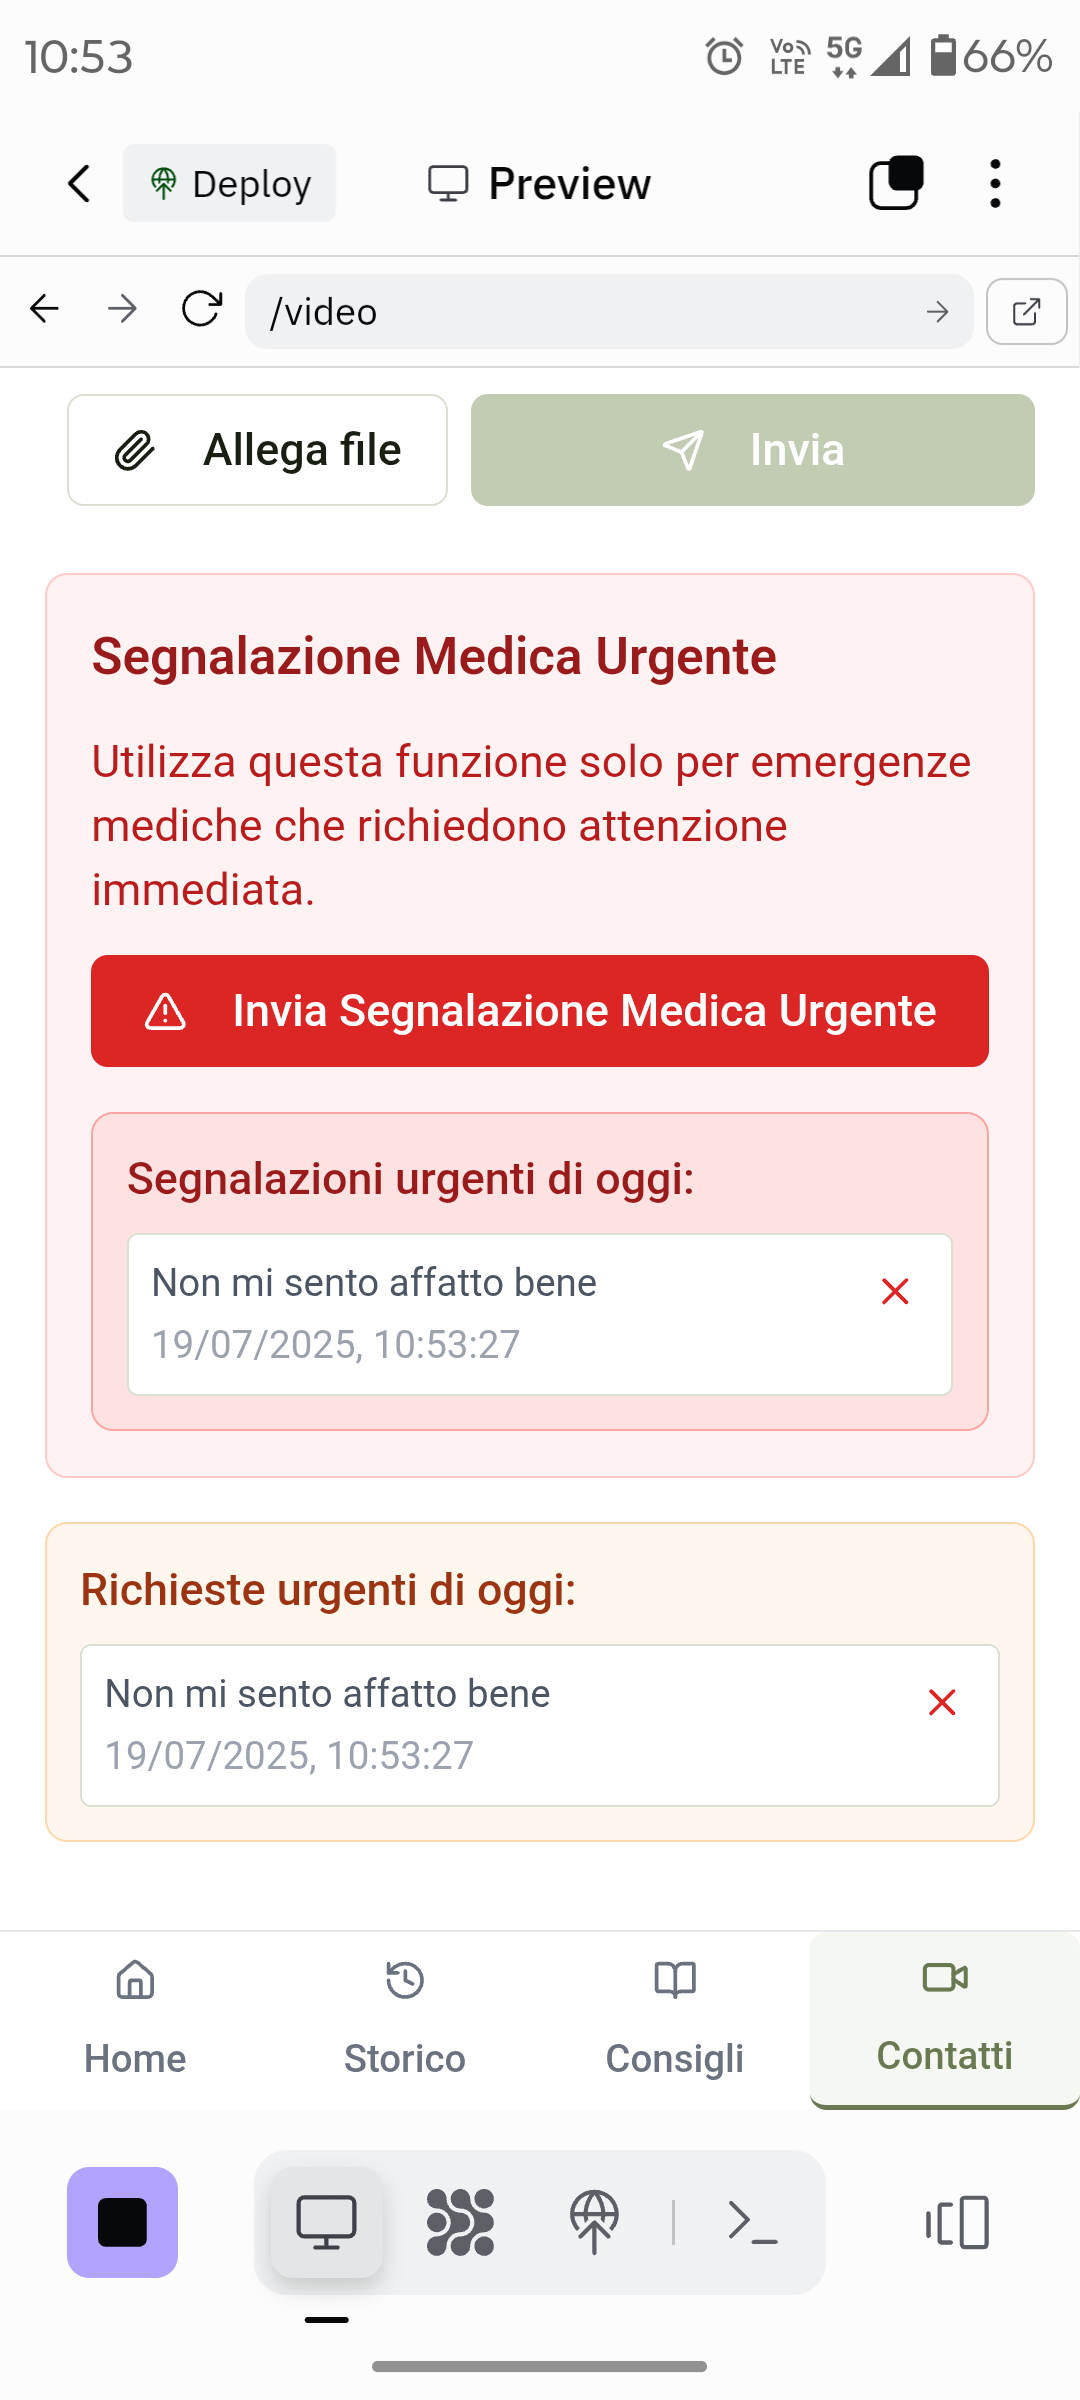 10:53
Vo LTE 5G 66%
Deploy
Preview
/video
Allega file
Invia
Segnalazione Medica Urgente
Utilizza questa funzione solo per emergenze
mediche che richiedono attenzione
immediata.
Invia Segnalazione Medica Urgente
Segnalazioni urgenti di oggi:
Non mi sento affatto bene
19/07/2025, 10:53:27
Richieste urgenti di oggi:
Non mi sento affatto bene
19/07/2025, 10:53:27
Home
Storico
Consigli
Contatti